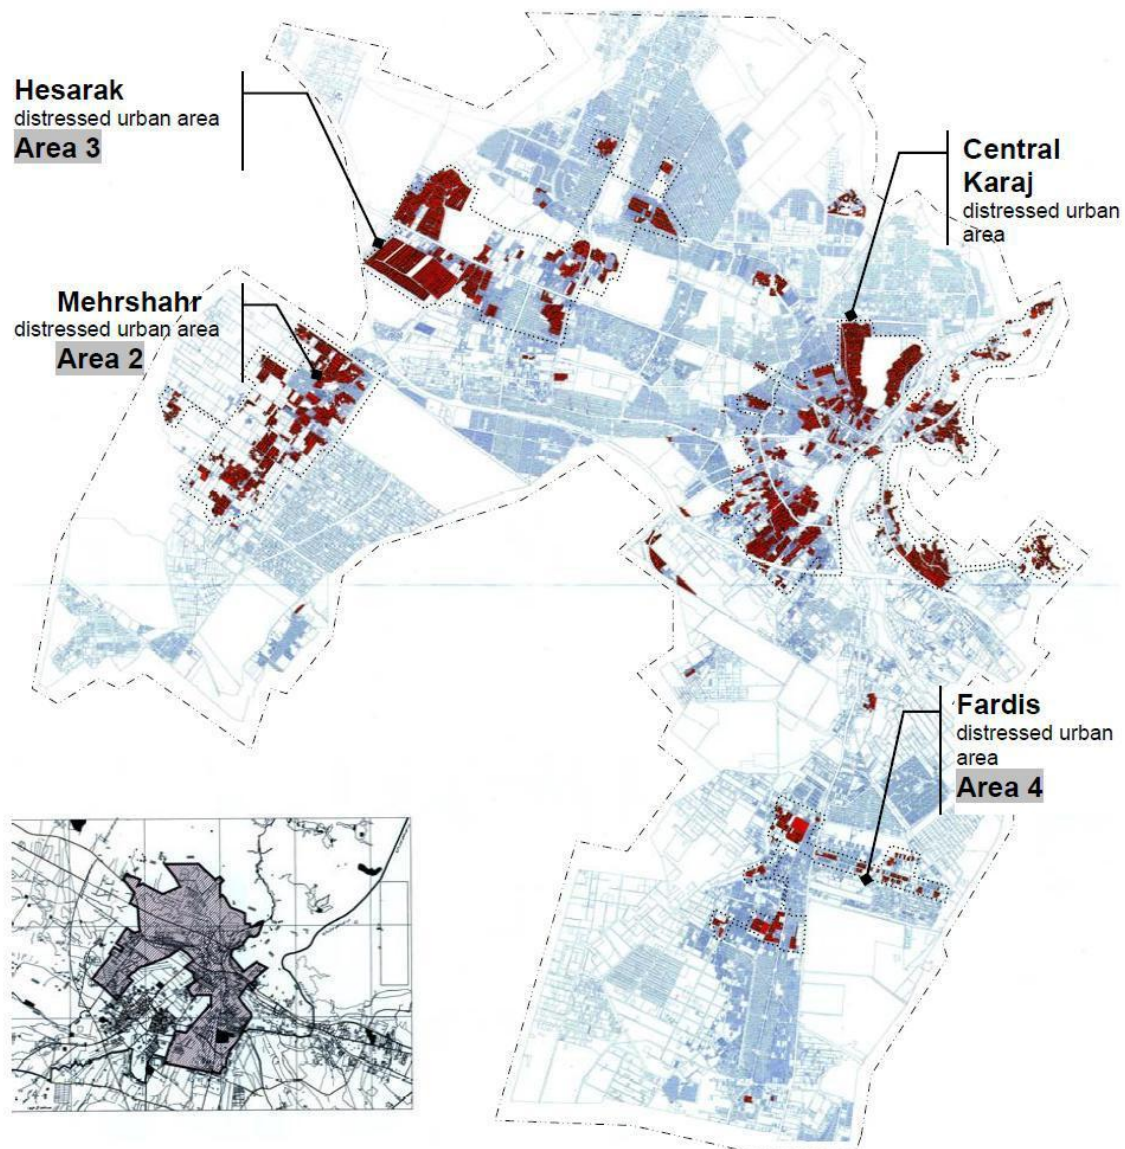 Hesarak
distressed urban area
Area 3
Central
Karaj
distressed urban
area
Mehrshahr
distressed urban area
Area 2
Fardis
distressed urban
area
Area 4